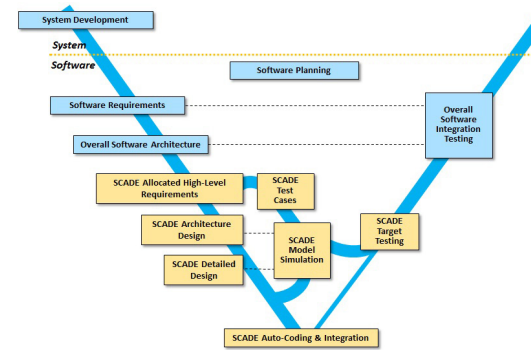 System Development
System
Software
Software Planning
Software Requirements
Overall
Software
Integration
Testing
Overall Software Architecture
SCADE Allocated High-Level
Requirements
SCADE
Test
Cases
SCADE Architecture
Design
SCADE
Model
Simulation
SCADE
Target
Testing
SCADE Detailed
Design
SCADE Auto-Coding & Integration